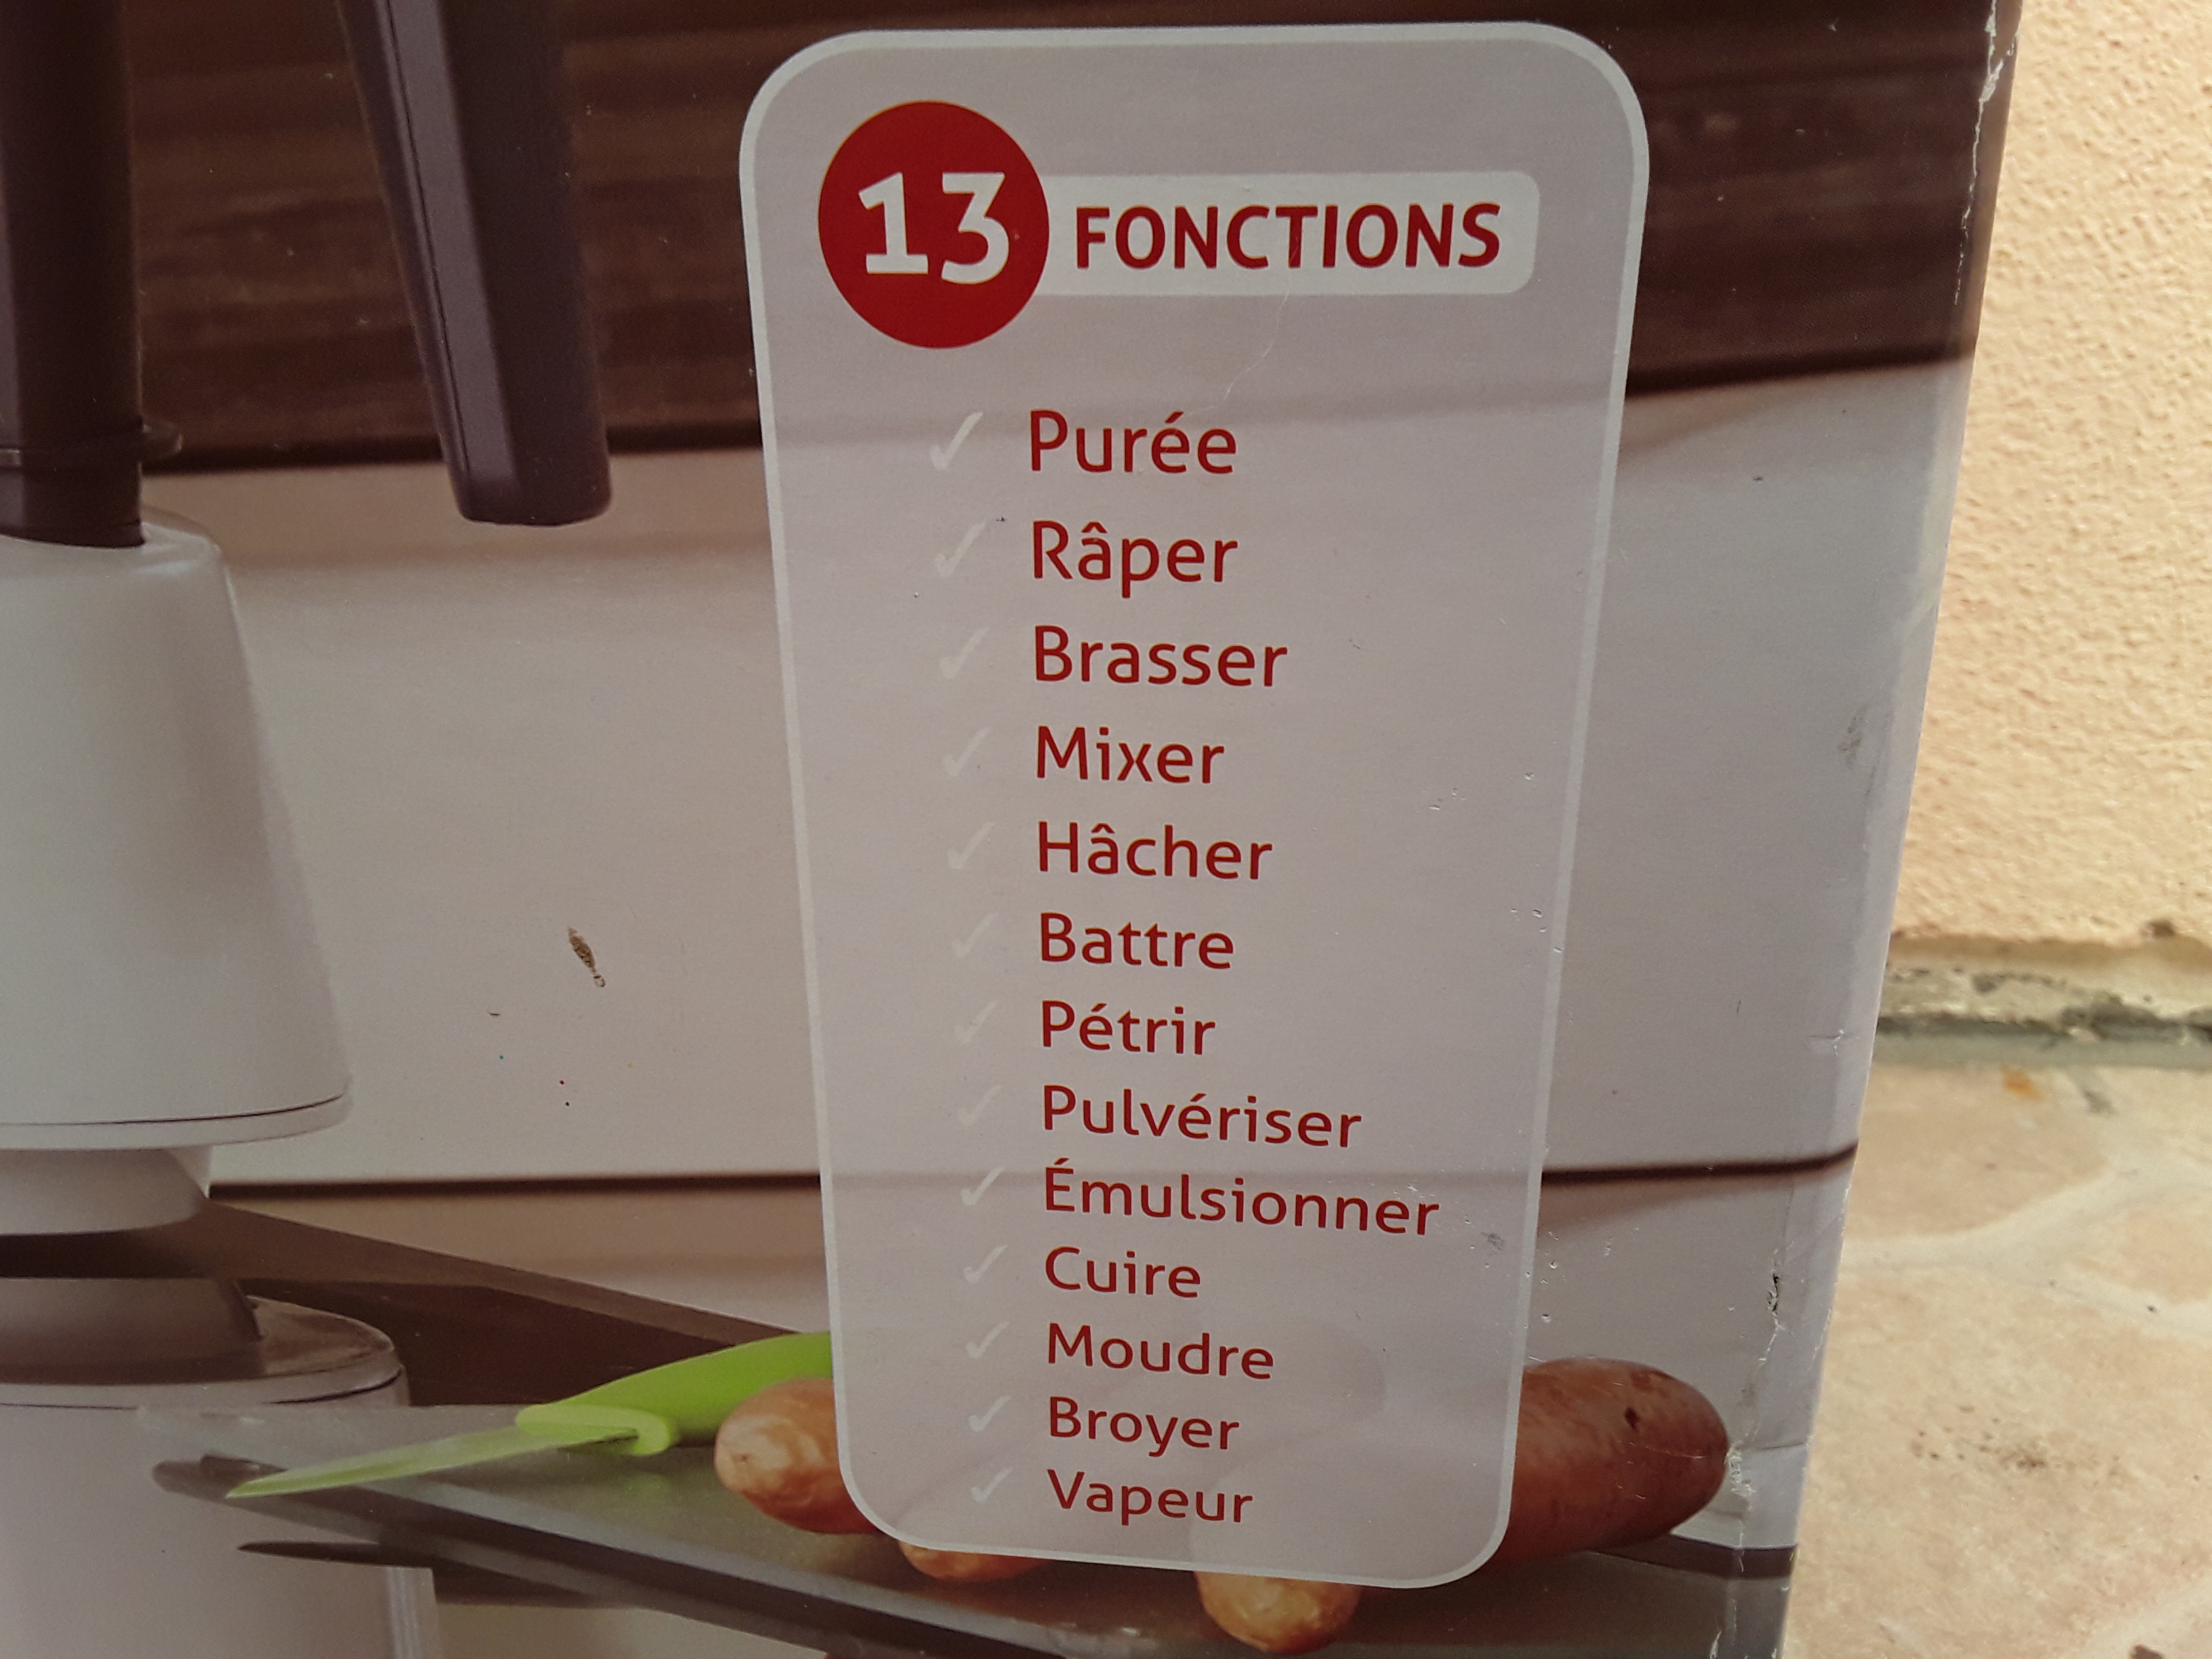 13 FONCTIONS
Purée
Râper
Brasser
Mixer
Hâcher
Battre
Pétrir
Pulvériser
Émulsionner
Cuire
Moudre
Broyer
Vapeur